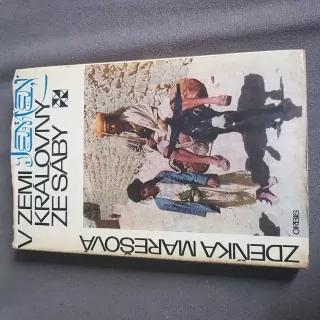 JEMEN
V ZEMI
KRÁLOVNY
ZE SÁBY
ZDEŇKA MAREŠOVÁ
ORBIS